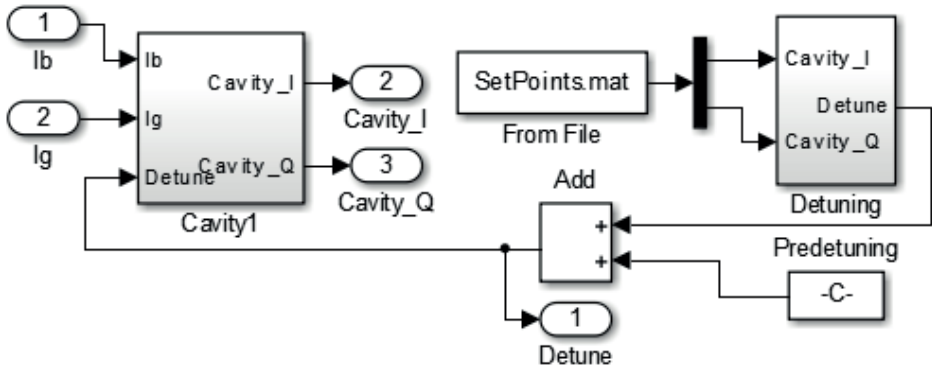 1
Ib
2
Ig
Ib
Ig
Detune
Cavity_I
Cavity_Q
Cavity1
2
Cavity_I
3
Cavity_Q
SetPoints.mat
From File
Cavity_I
Cavity_Q
Detune
Detuning
Add
+
+
Predetuning
-C-
1
Detune